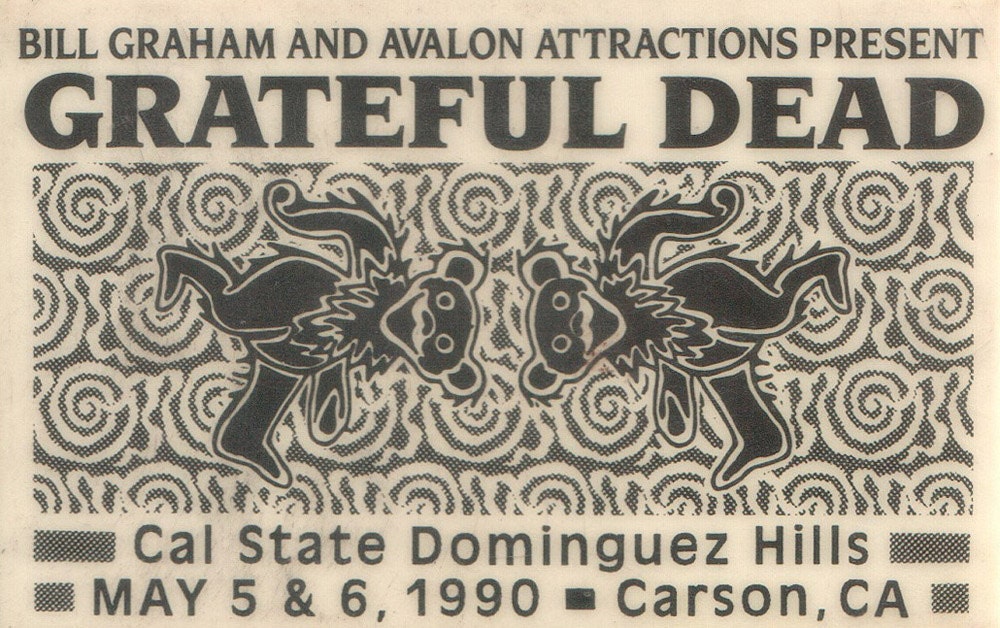 BILL GRAHAM AND AVALON ATTRACTIONS PRESENT
GRATEFUL DEAD
Cal State Dominguez Hills
MAY 5 & 6, 1990 ■ Carson, CA